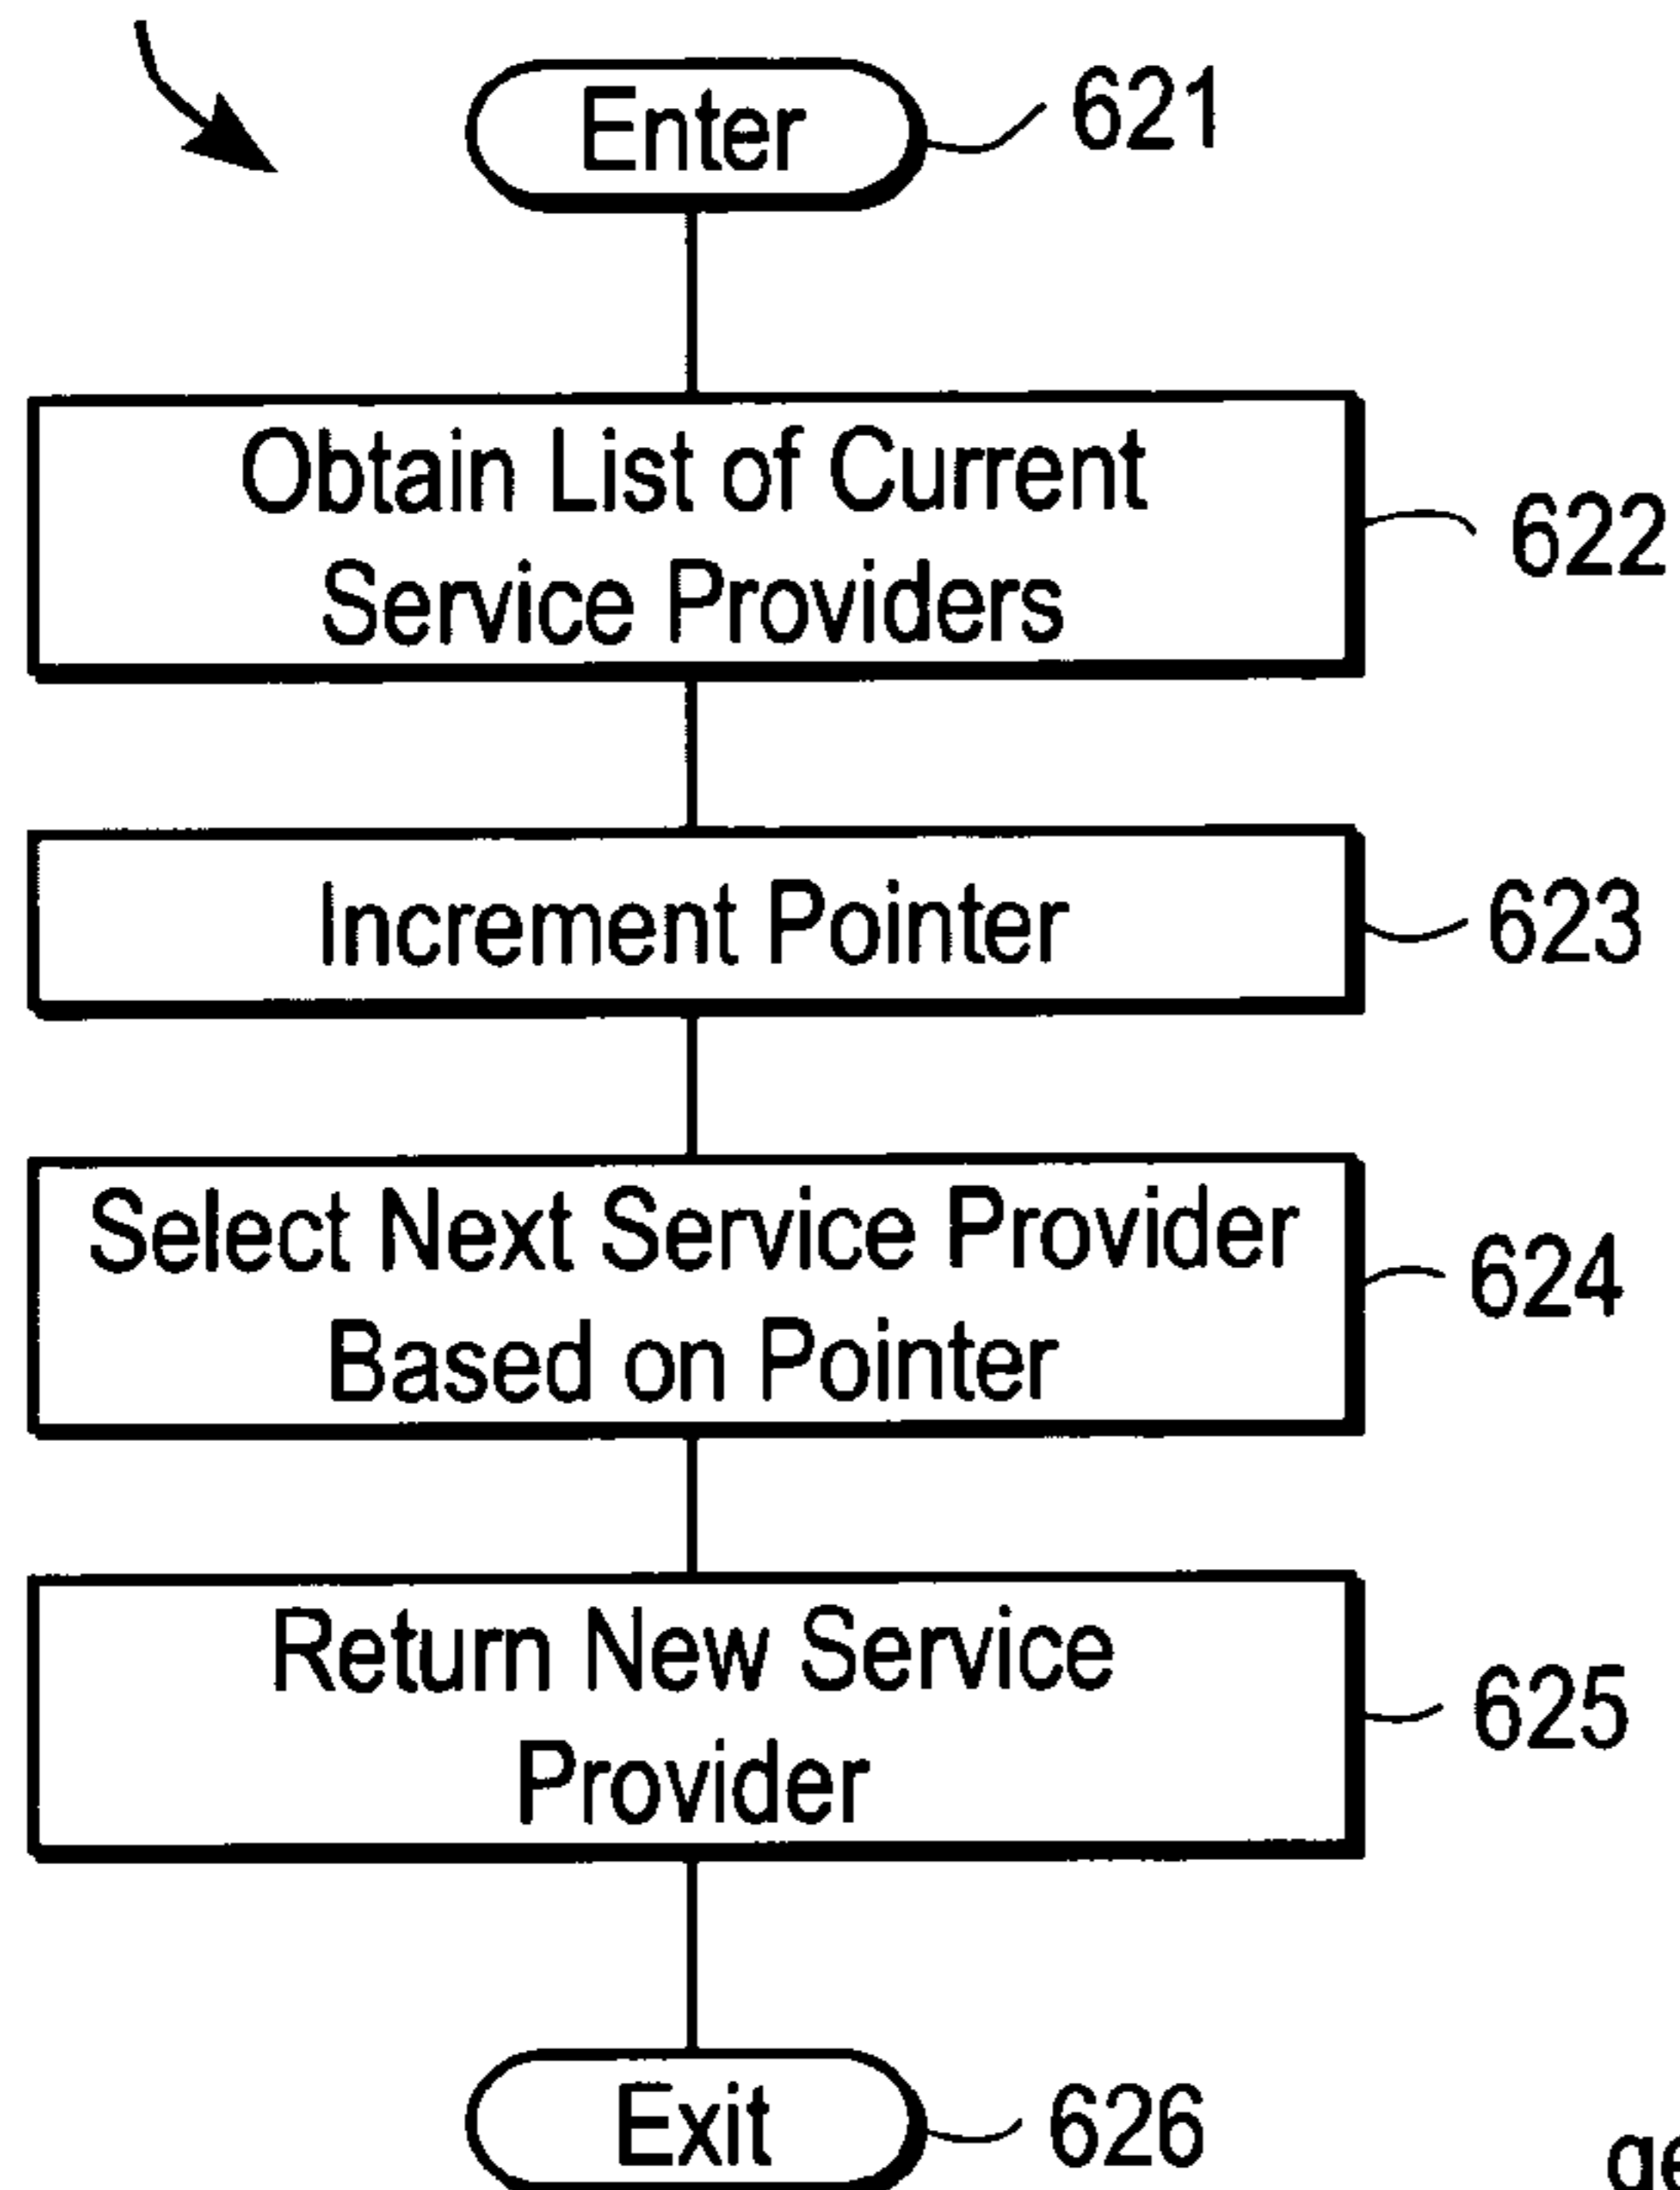 Enter 621
Obtain List of Current
Service Providers
622
Increment Pointer 623
Select Next Service Provider
Based on Pointer
624
Return New Service
Provider
625
Exit 626